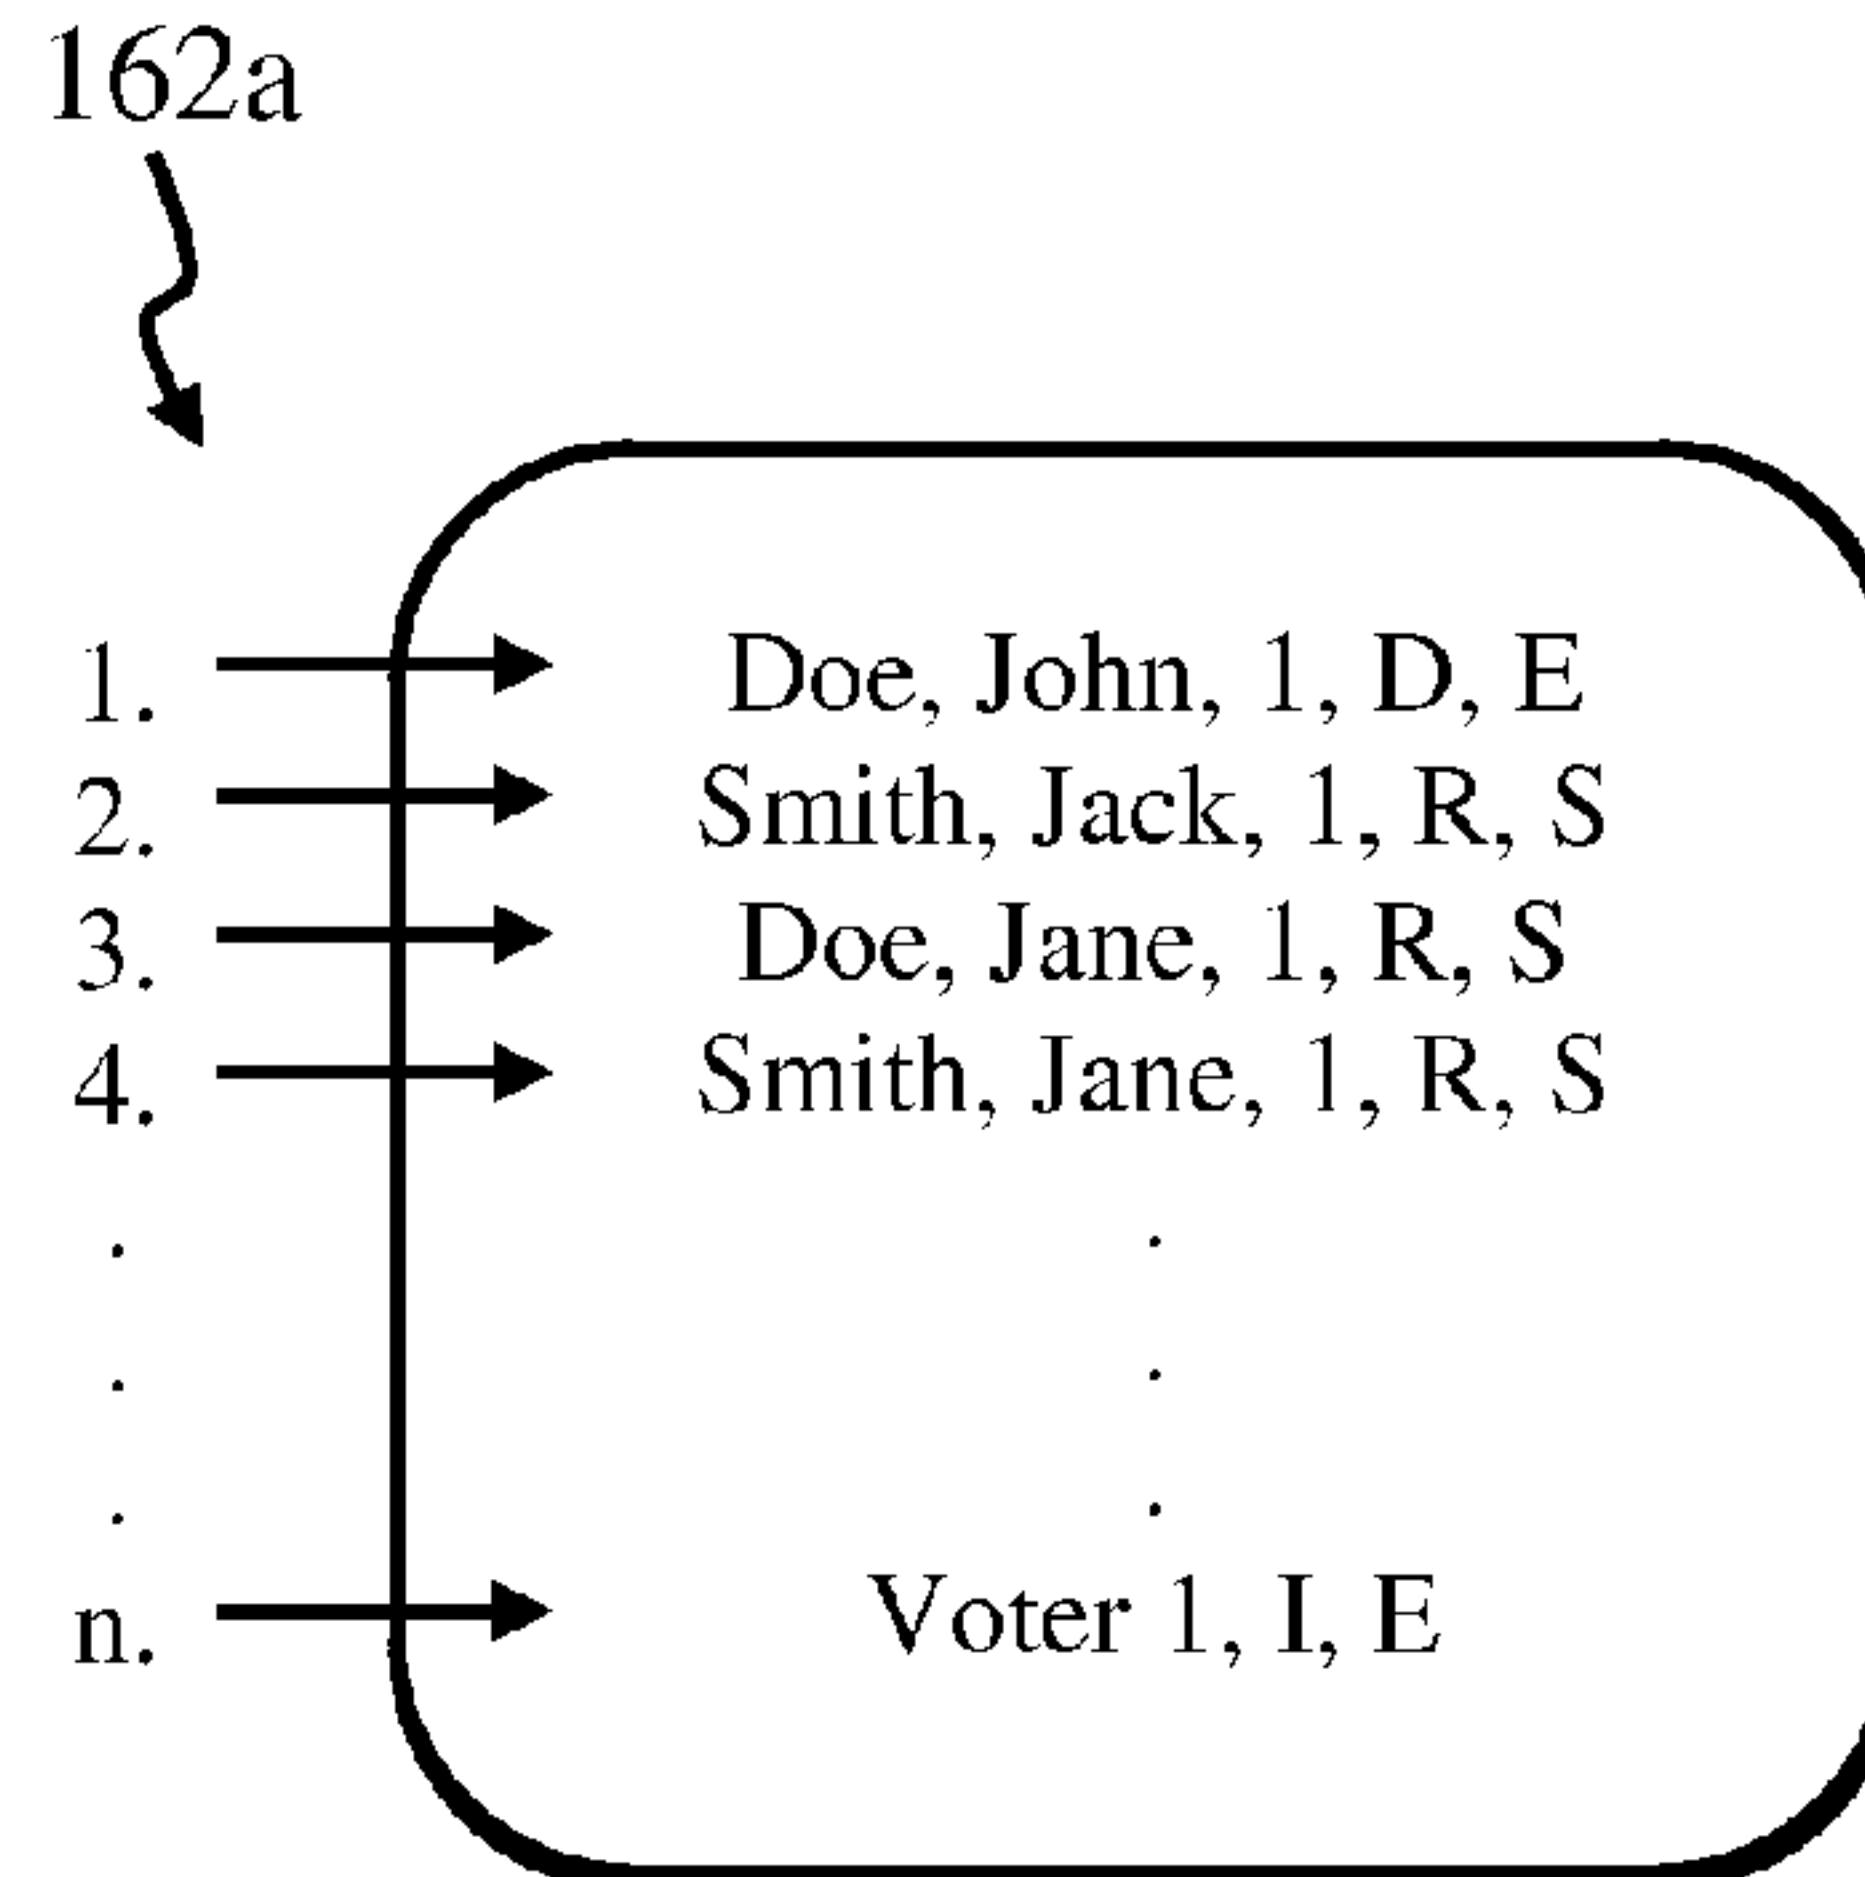 162a
1. Doe, John, 1, D, E
2. Smith, Jack, 1, R, S
3. Doe, Jane, 1, R, S
4. Smith, Jane, 1, R, S
. .
. .
. .
n. Voter 1, I, E